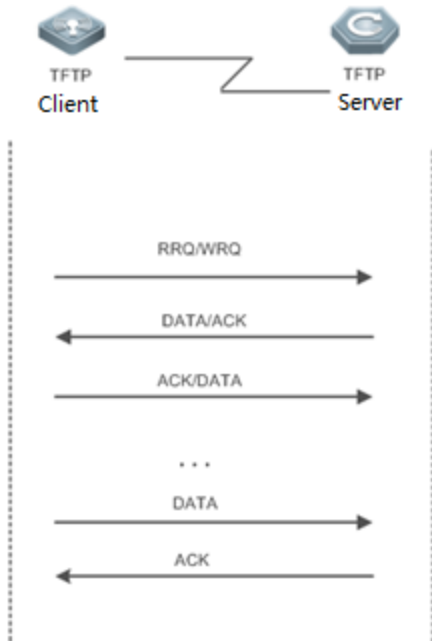 TFTP
Client
TFTP
Server
RRQ/WRQ
DATA/ACK
ACK/DATA
...
DATA
ACK